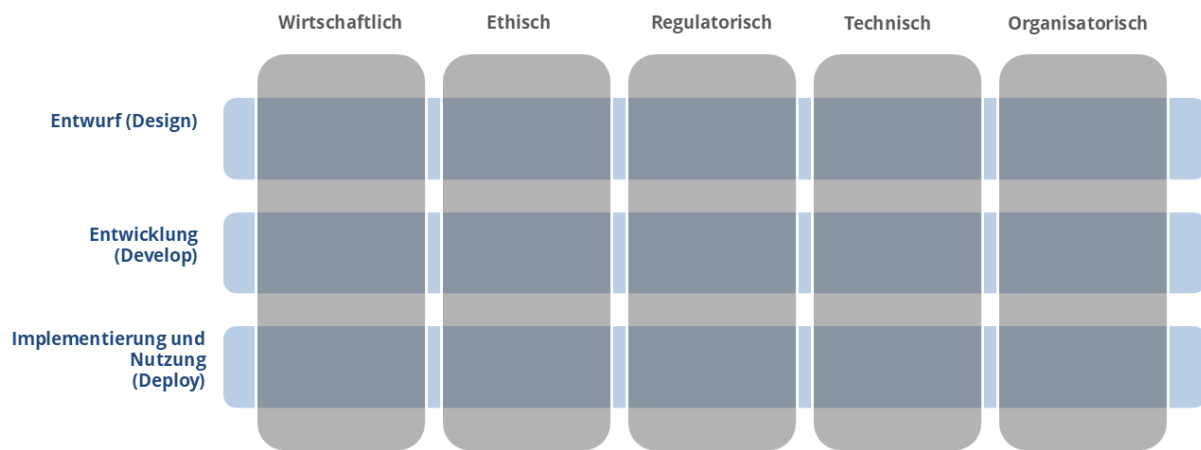 Wirtschaftlich Ethisch Regulatorisch Technisch Organisatorisch
Entwurf (Design)
Entwicklung
(Develop)
Implementierung und
Nutzung
(Deploy)